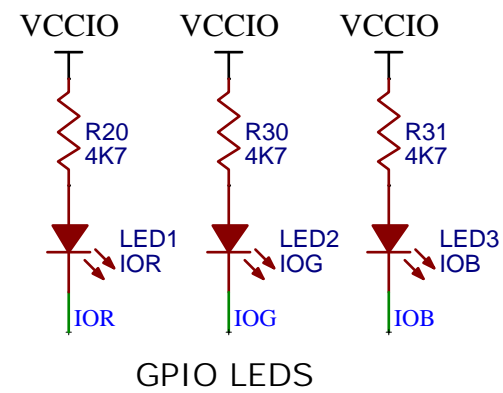 VCCIO VCCIO VCCIO
R20 R30 R31
4K7 4K7 4K7
LED1 LED2 LED3
IOR IOG IOB
IOR IOG IOB
GPIO LEDS